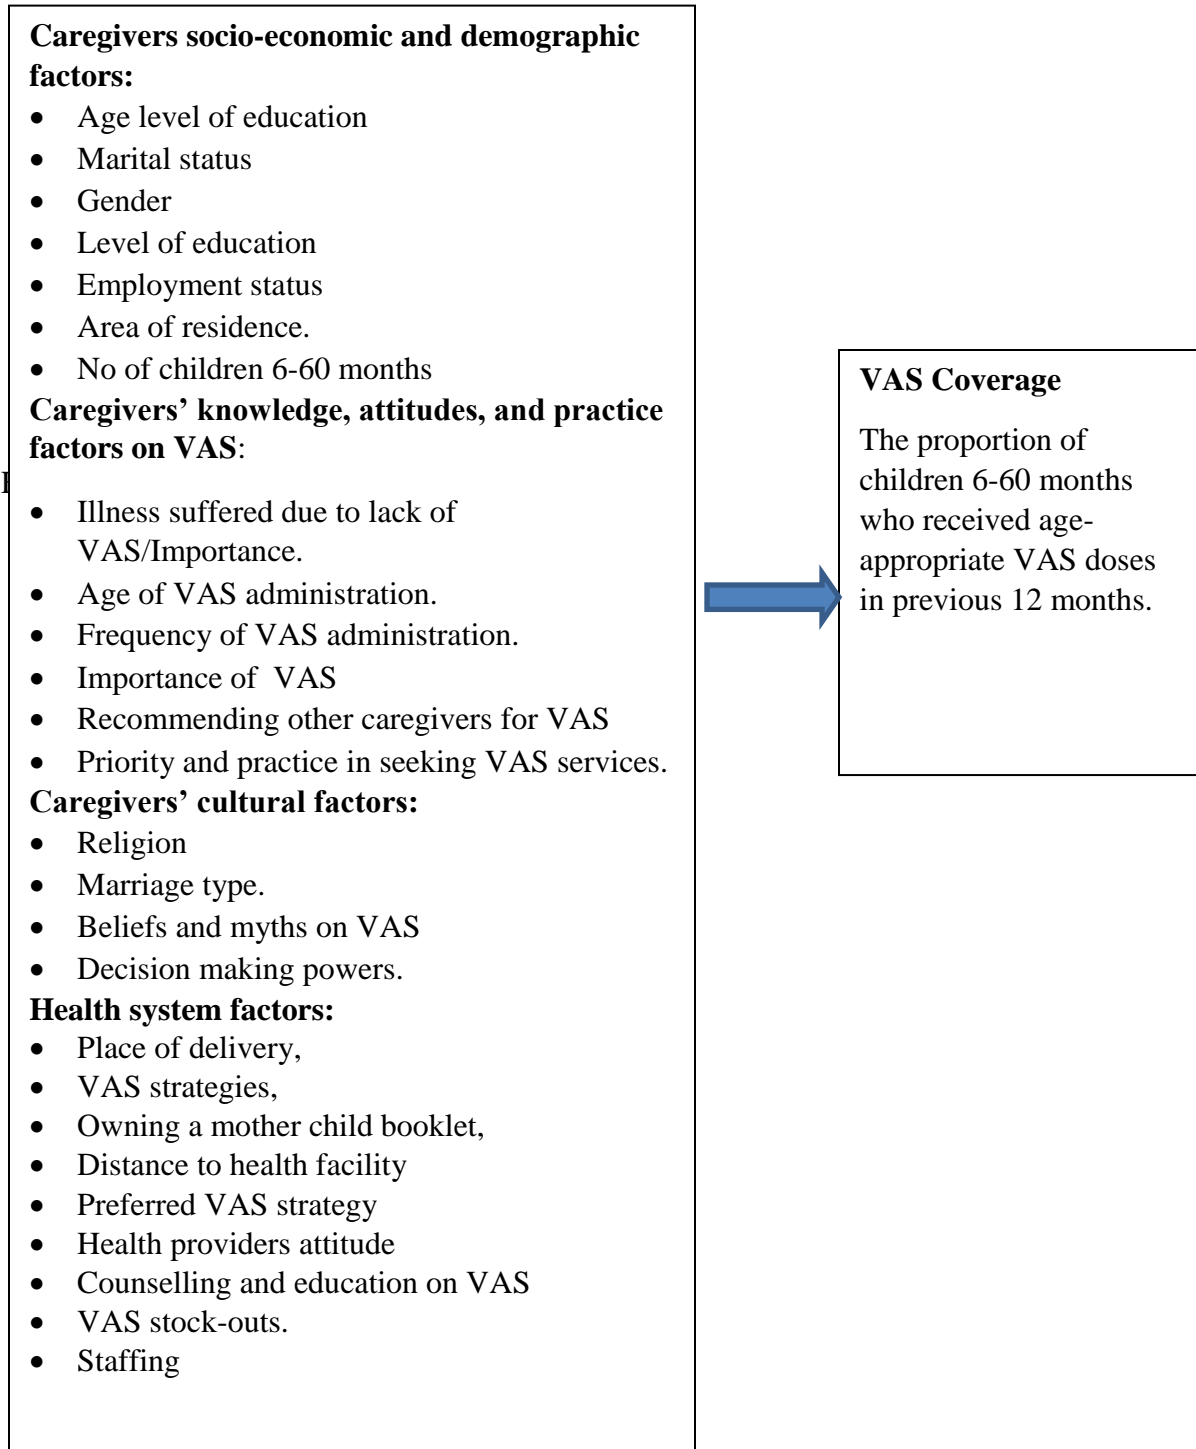 Caregivers socio-economic and demographic
factors:
• Age level of education
• Marital status
• Gender
• Level of education
• Employment status
• Area of residence.
• No of children 6-60 months
Caregivers’ knowledge, attitudes, and practice
factors on VAS:
• Illness suffered due to lack of
VAS/Importance.
• Age of VAS administration.
• Frequency of VAS administration.
• Importance of VAS
• Recommending other caregivers for VAS
• Priority and practice in seeking VAS services.
Caregivers’ cultural factors:
• Religion
• Marriage type.
• Beliefs and myths on VAS
• Decision making powers.
Health system factors:
• Place of delivery,
• VAS strategies,
• Owning a mother child booklet,
• Distance to health facility
• Preferred VAS strategy
• Health providers attitude
• Counselling and education on VAS
• VAS stock-outs.
• Staffing
VAS Coverage
The proportion of
children 6-60 months
who received age-
appropriate VAS doses
in previous 12 months.